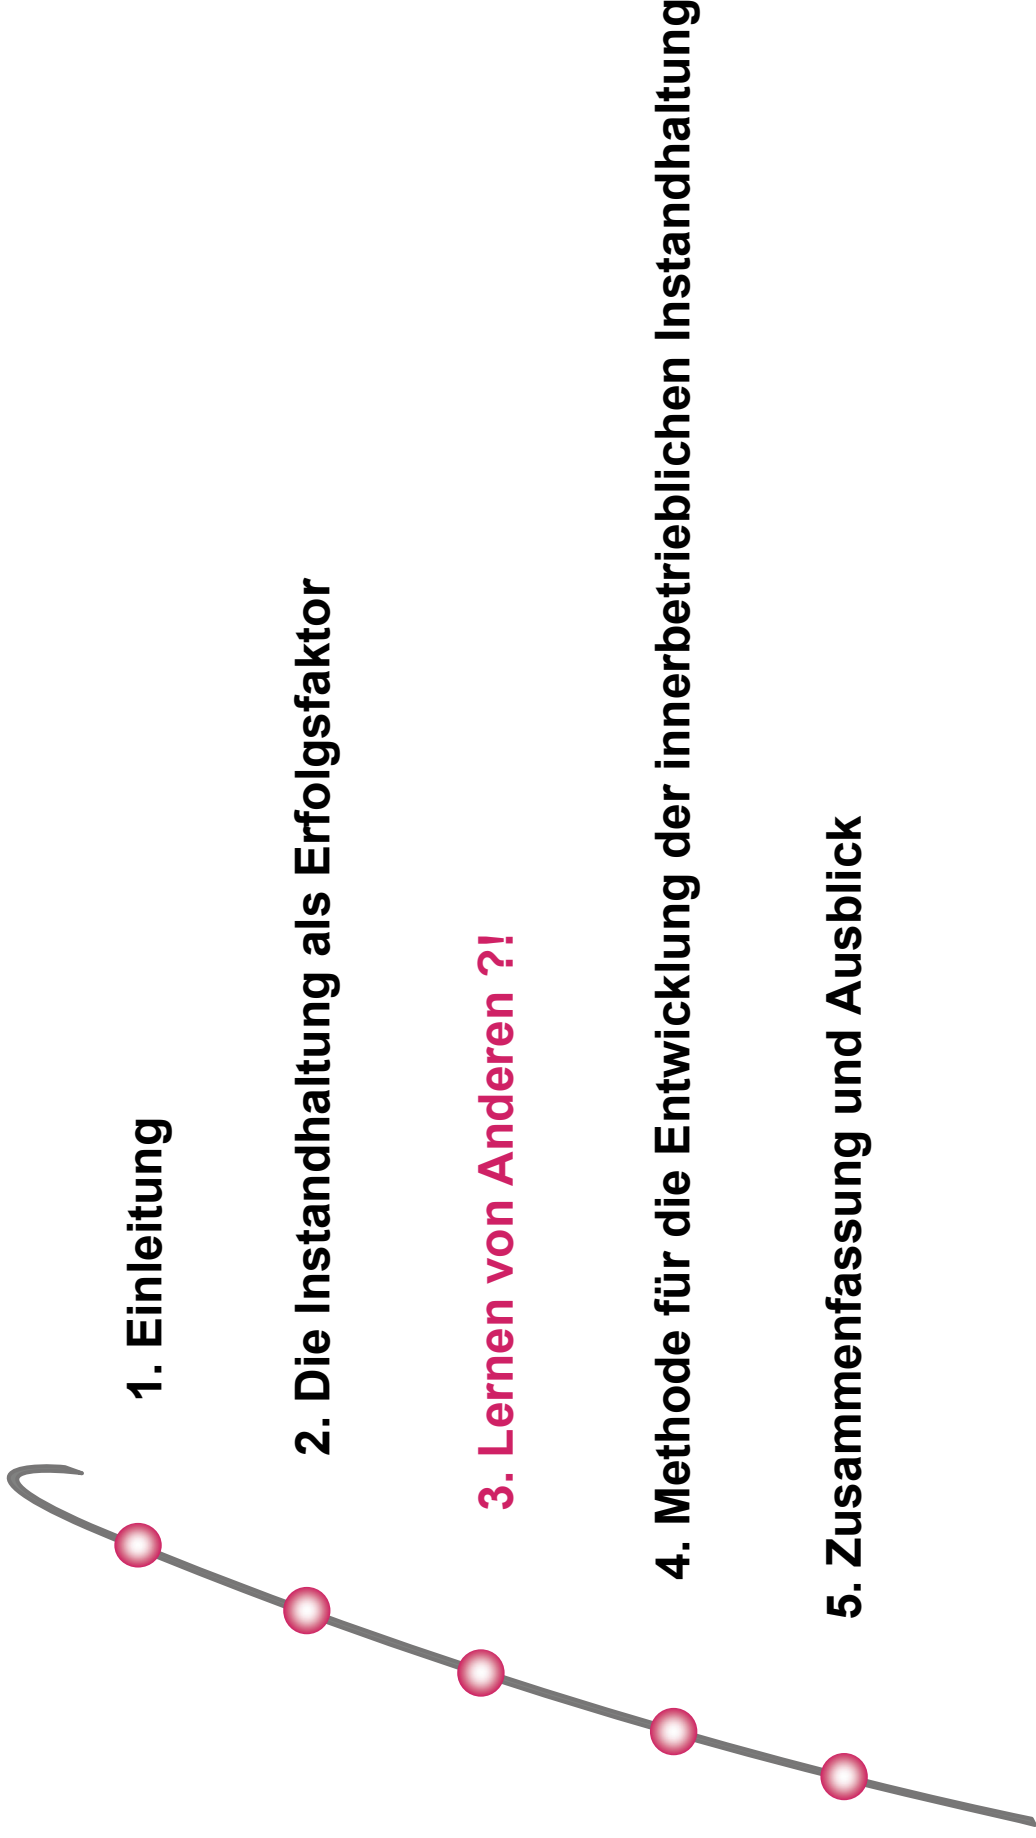 1. Einleitung
2. Die Instandhaltung als Erfolgsfaktor
3. Lernen von Anderen ?!
4. Methode für die Entwicklung der innerbetrieblichen Instandhaltung
5. Zusammenfassung und Ausblick